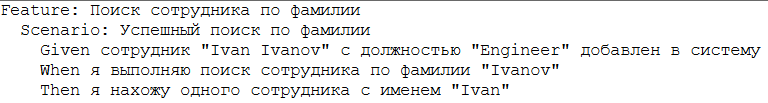 Feature: Поиск сотрудника по фамилии
Scenario: Успешный поиск по фамилии
Given сотрудник "Ivan Ivanov" с должностью "Engineer" добавлен в систему
When я выполняю поиск сотрудника по фамилии "Ivanov"
Then я нахожу одного сотрудника с именем "Ivan"